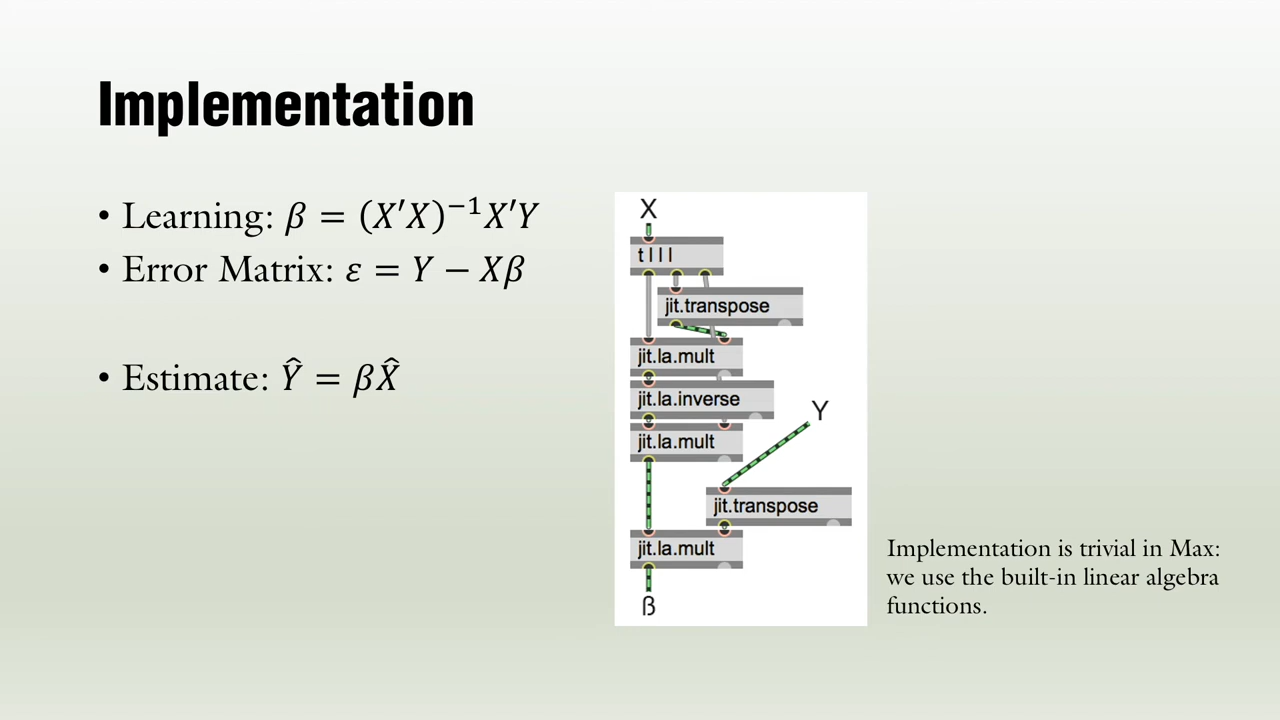 Implementation
• Learning: β = (X′X)⁻¹X′Y
• Error Matrix: ε = Y − Xβ
• Estimate: Ŷ = βX̂
X
t l l l
jit.transpose
jit.la.mult
jit.la.inverse
Y
jit.la.mult
jit.transpose
jit.la.mult
ß
Implementation is trivial in Max:
we use the built-in linear algebra
functions.